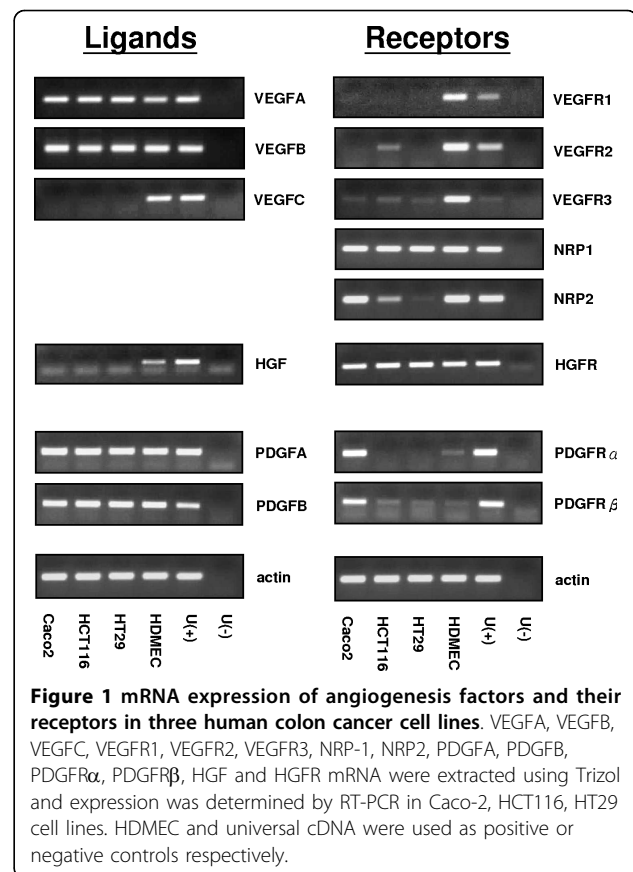 Ligands
Receptors
VEGFA
VEGFB
VEGFC
HGF
PDGFA
PDGFB
actin
VEGFR1
VEGFR2
VEGFR3
NRP1
NRP2
HGFR
PDGFR α
PDGFR β
actin
Caco2
HCT116
HT29
HDMEC
U(+)
U(-)
Caco2
HCT116
HT29
HDMEC
U(+)
U(-)
Figure 1 mRNA expression of angiogenesis factors and their
receptors in three human colon cancer cell lines. VEGFA, VEGFB,
VEGFC, VEGFR1, VEGFR2, VEGFR3, NRP-1, NRP2, PDGFA, PDGFB,
PDGFRα, PDGFRβ, HGF and HGFR mRNA were extracted using Trizol
and expression was determined by RT-PCR in Caco-2, HCT116, HT29
cell lines. HDMEC and universal cDNA were used as positive or
negative controls respectively.